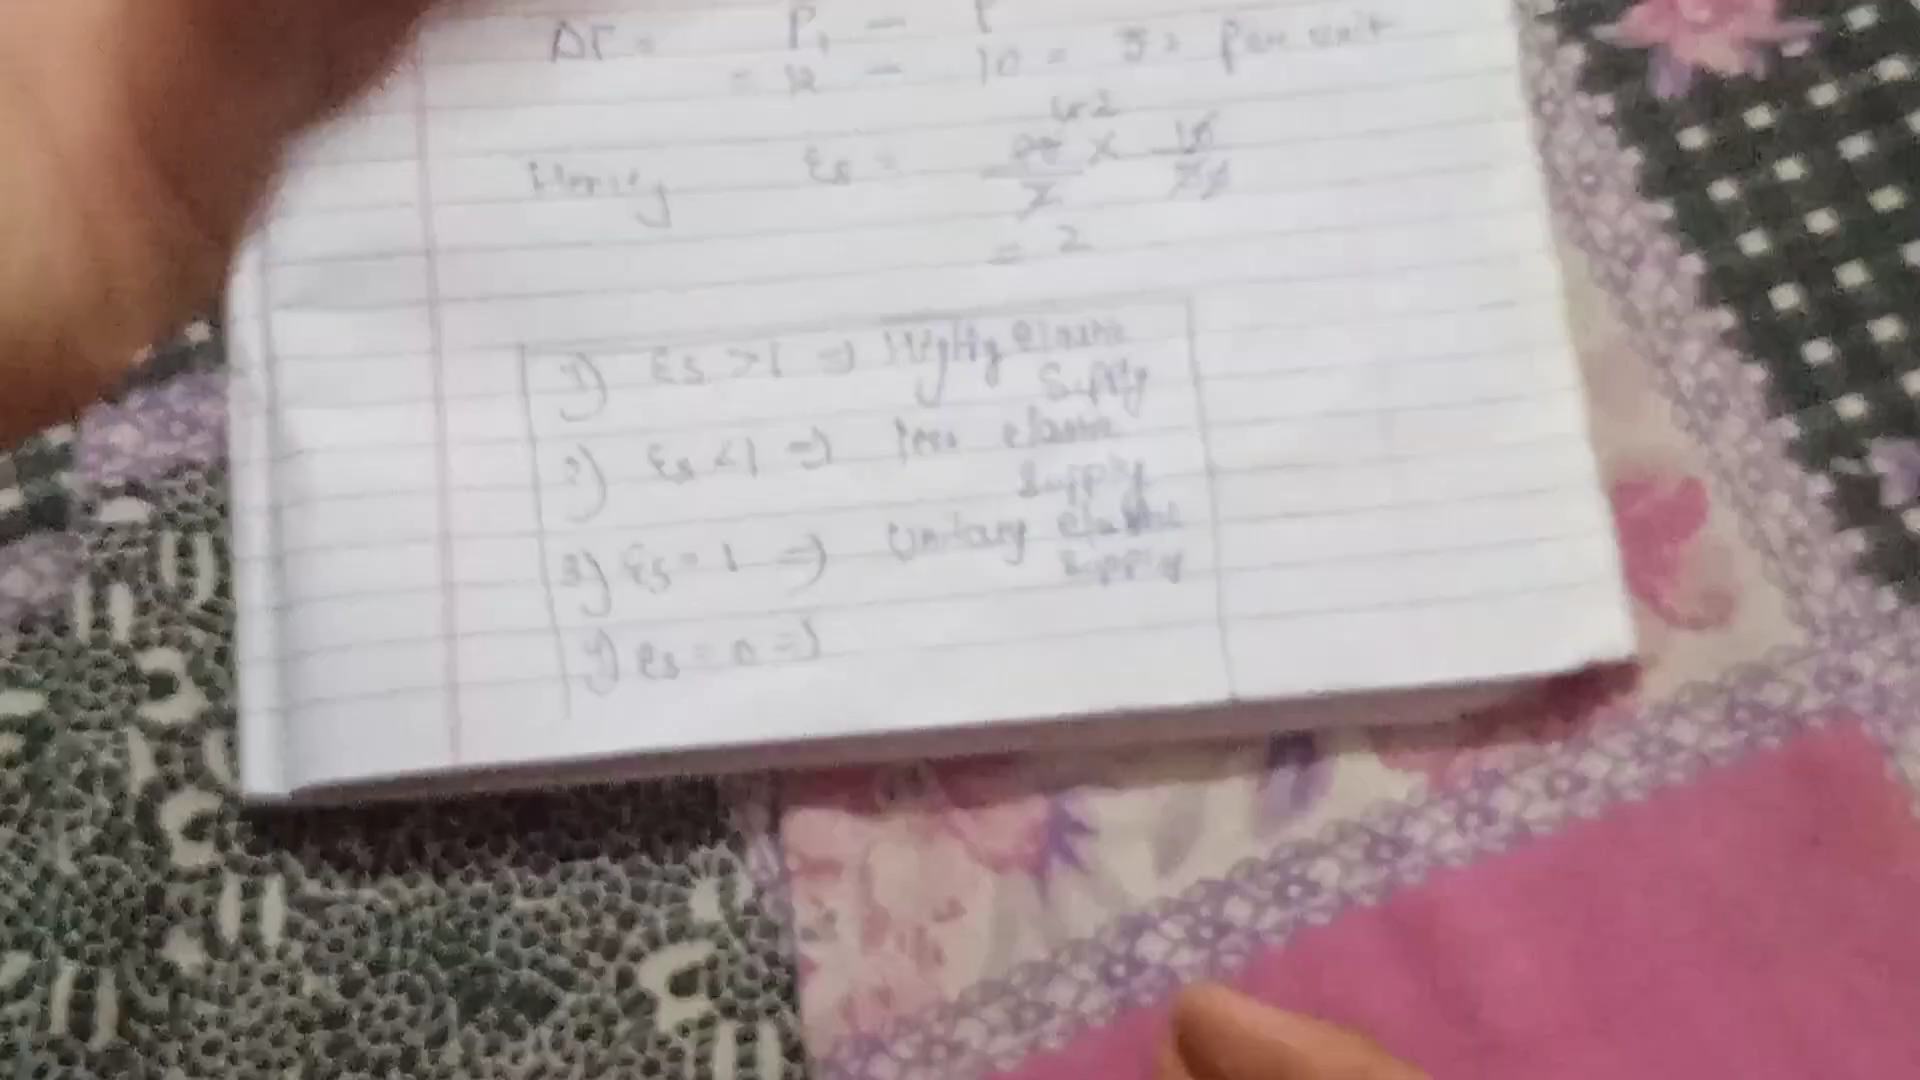 ΔP = P₁ − P
= 12 − 10 = 2 per unit
Es = × 10
= 2
1) Es > 1 ⇒ Highly elastic
Supply
2) Es < 1 ⇒ less elastic
Supply
3) Es = 1 ⇒ Unitary elastic
Supply
4) Es = 0 ⇒